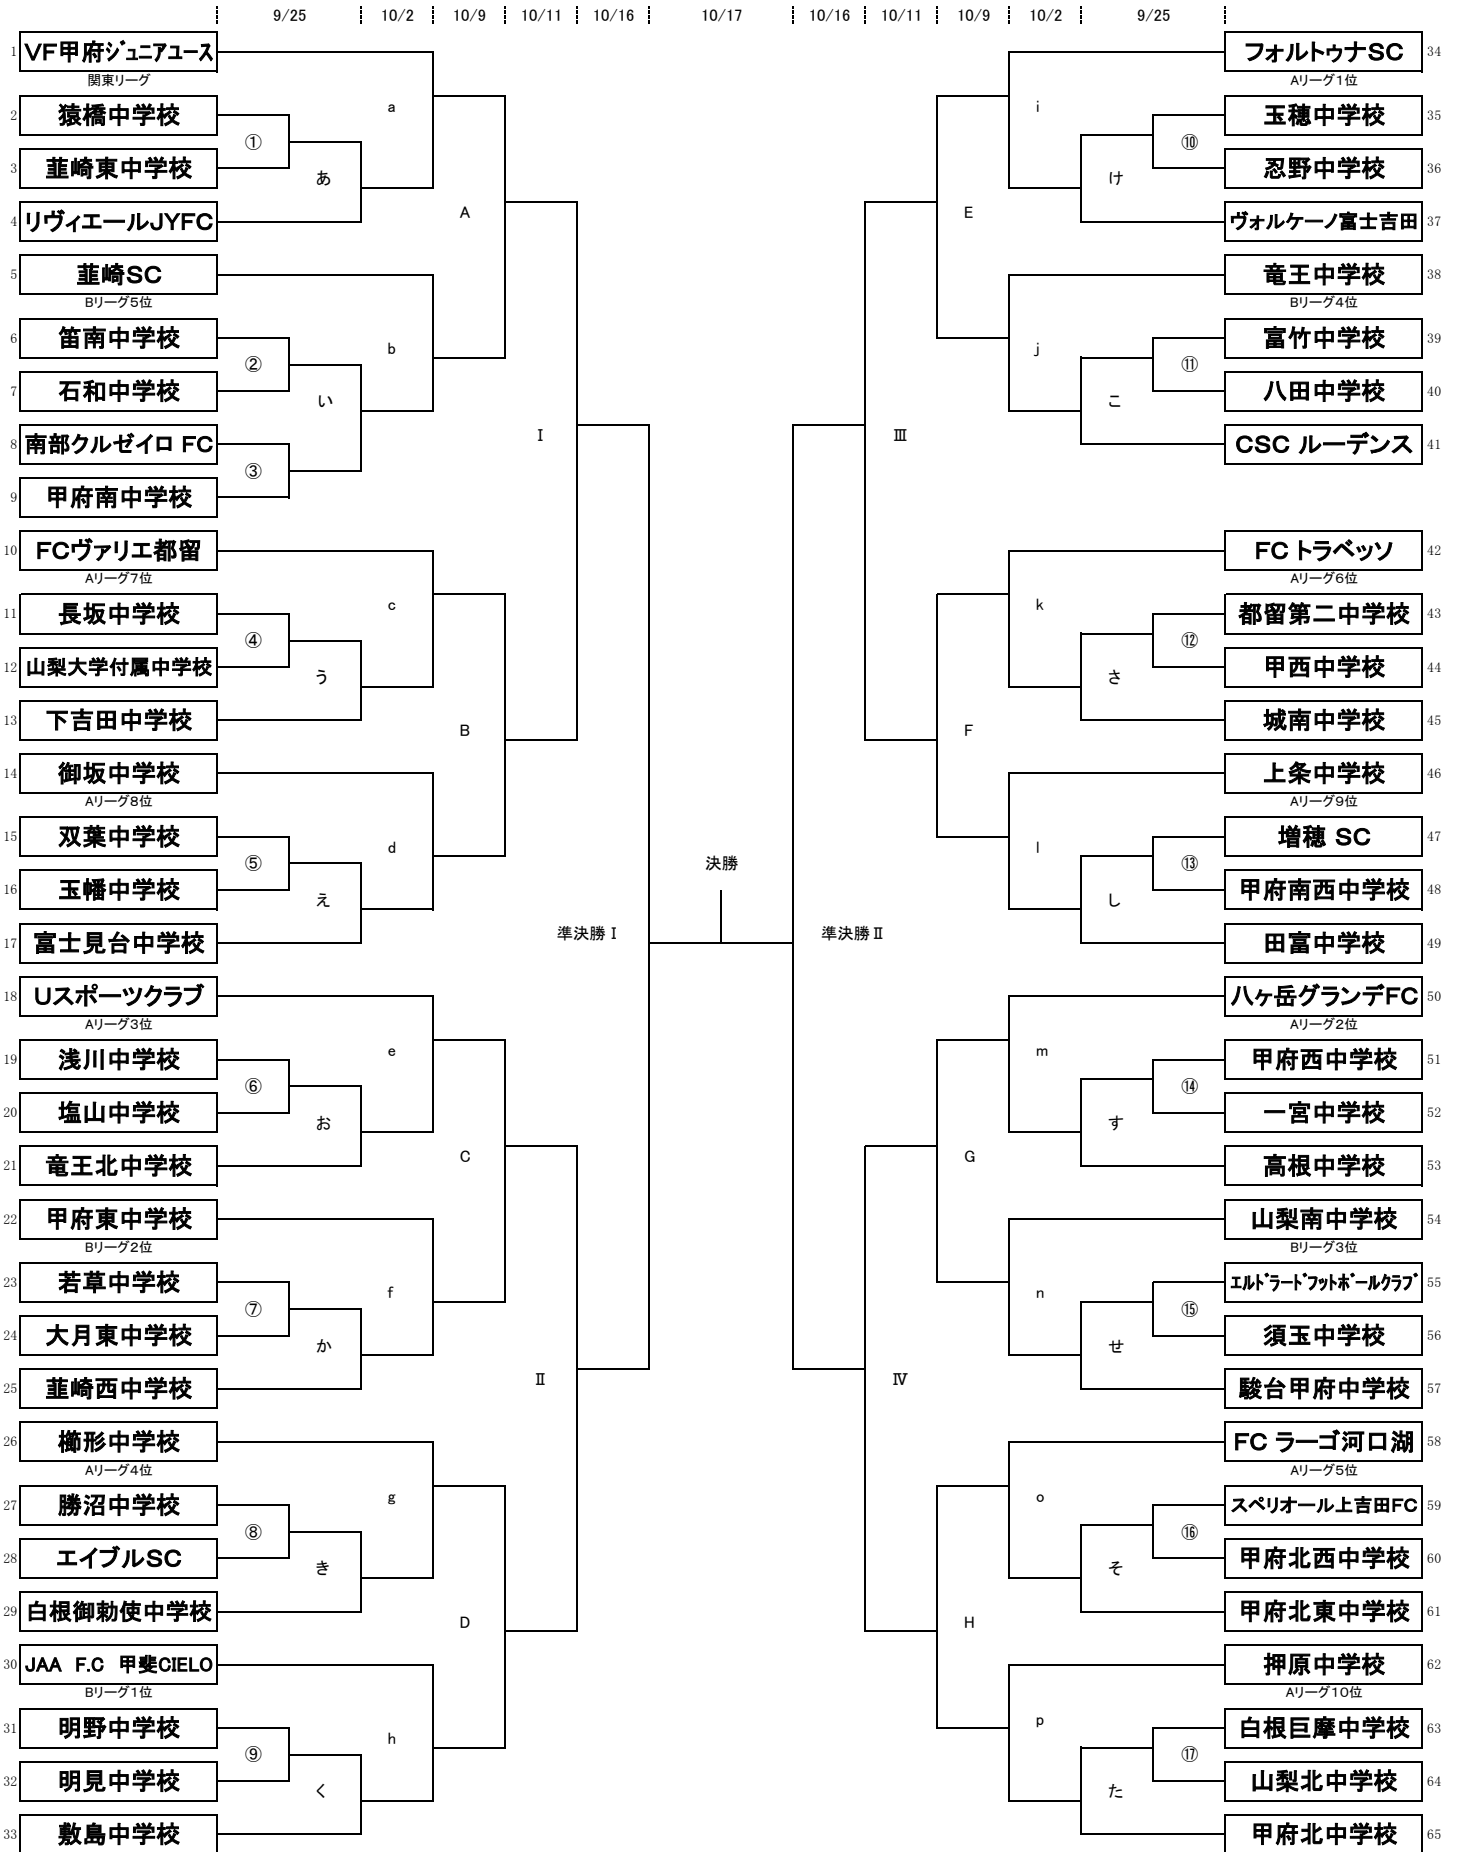 9/25 10/2 10/9 10/11 10/16 10/17 10/16 10/11 10/9 10/2 9/25
1 VF甲府ｼﾞｭﾆｱﾕｰｽ
関東リーグ
2 猿橋中学校
3 韮崎東中学校
4 リヴィエールJYFC
5 韮崎SC
Bリーグ5位
6 笛南中学校
7 石和中学校
8 南部クルゼイロ FC
9 甲府南中学校
10 FCヴァリエ都留
Aリーグ7位
11 長坂中学校
12 山梨大学付属中学校
13 下吉田中学校
14 御坂中学校
Aリーグ8位
15 双葉中学校
16 玉幡中学校
17 富士見台中学校
18 Uスポーツクラブ
Aリーグ3位
19 浅川中学校
20 塩山中学校
21 竜王北中学校
22 甲府東中学校
Bリーグ2位
23 若草中学校
24 大月東中学校
25 韮崎西中学校
26 櫛形中学校
Aリーグ4位
27 勝沼中学校
28 エイブルSC
29 白根御勅使中学校
30 JAA F.C 甲斐CIELO
Bリーグ1位
31 明野中学校
32 明見中学校
33 敷島中学校
①
②
③
④
⑤
⑥
⑦
⑧
⑨
あ
い
う
え
お
か
き
く
a
b
c
d
e
f
g
h
A
B
C
D
Ⅰ
Ⅱ
準決勝Ⅰ
決勝
準決勝Ⅱ
Ⅲ
Ⅳ
E
F
G
H
i
j
k
l
m
n
o
p
け
こ
さ
し
す
せ
そ
た
⑩
⑪
⑫
⑬
⑭
⑮
⑯
⑰
フォルトゥナSC 34
Aリーグ1位
玉穂中学校 35
忍野中学校 36
ヴォルケーノ富士吉田 37
竜王中学校 38
Bリーグ4位
富竹中学校 39
八田中学校 40
CSC ルーデンス 41
FCトラベッソ 42
Aリーグ6位
都留第二中学校 43
甲西中学校 44
城南中学校 45
上条中学校 46
Aリーグ9位
増穂 SC 47
甲府南西中学校 48
田富中学校 49
八ヶ岳グランデFC 50
Aリーグ2位
甲府西中学校 51
一宮中学校 52
高根中学校 53
山梨南中学校 54
Bリーグ3位
ｴﾙﾄﾞﾗｰﾄﾞﾌｯﾄﾎﾞｰﾙｸﾗﾌﾞ 55
須玉中学校 56
駿台甲府中学校 57
FC ラーゴ河口湖 58
Aリーグ5位
スペリオール上吉田FC 59
甲府北西中学校 60
甲府北東中学校 61
押原中学校 62
Aリーグ10位
白根巨摩中学校 63
山梨北中学校 64
甲府北中学校 65